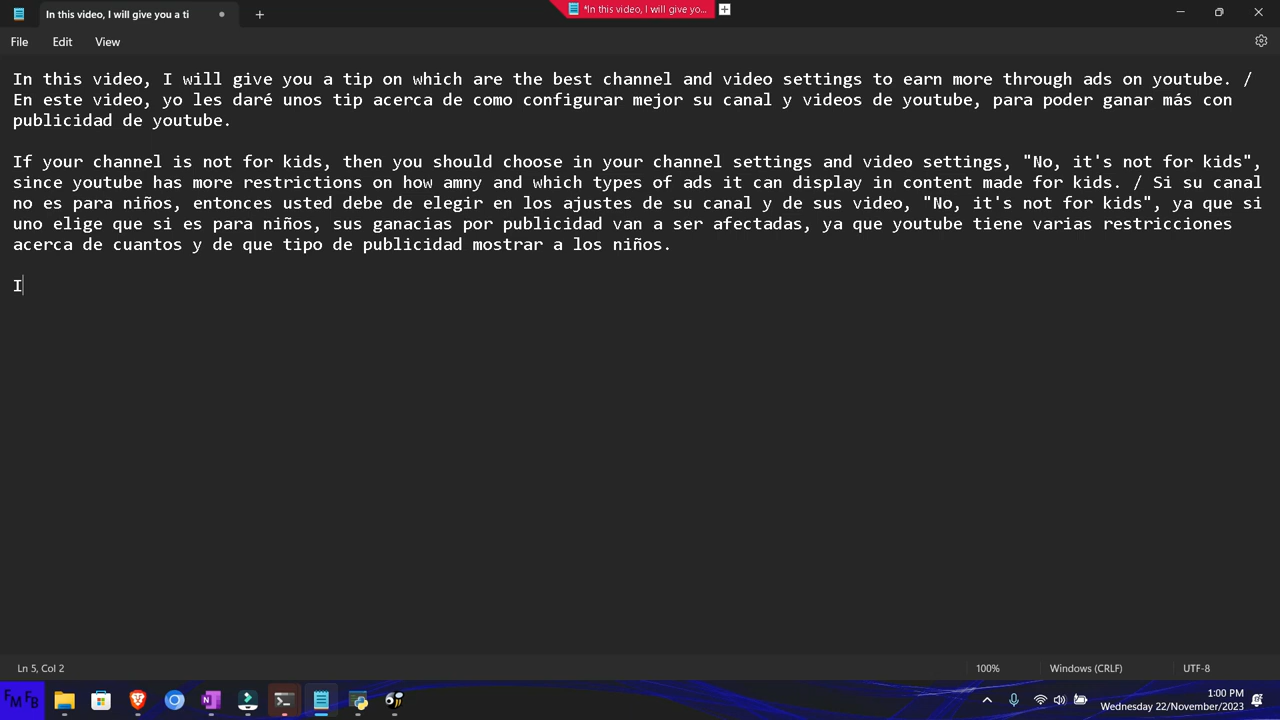 In this video, I will give you a ti
*In this video, I will give yo...
File Edit View
In this video, I will give you a tip on which are the best channel and video settings to earn more through ads on youtube. /
En este video, yo les daré unos tip acerca de como configurar mejor su canal y videos de youtube, para poder ganar más con
publicidad de youtube.
If your channel is not for kids, then you should choose in your channel settings and video settings, "No, it's not for kids",
since youtube has more restrictions on how amny and which types of ads it can display in content made for kids. / Si su canal
no es para niños, entonces usted debe de elegir en los ajustes de su canal y de sus video, "No, it's not for kids", ya que si
uno elige que si es para niños, sus ganacias por publicidad van a ser afectadas, ya que youtube tiene varias restricciones
acerca de cuantos y de que tipo de publicidad mostrar a los niños.
I
Ln 5, Col 2 100% Windows (CRLF) UTF-8
FM FB
1:00 PM
Wednesday 22/November/2023